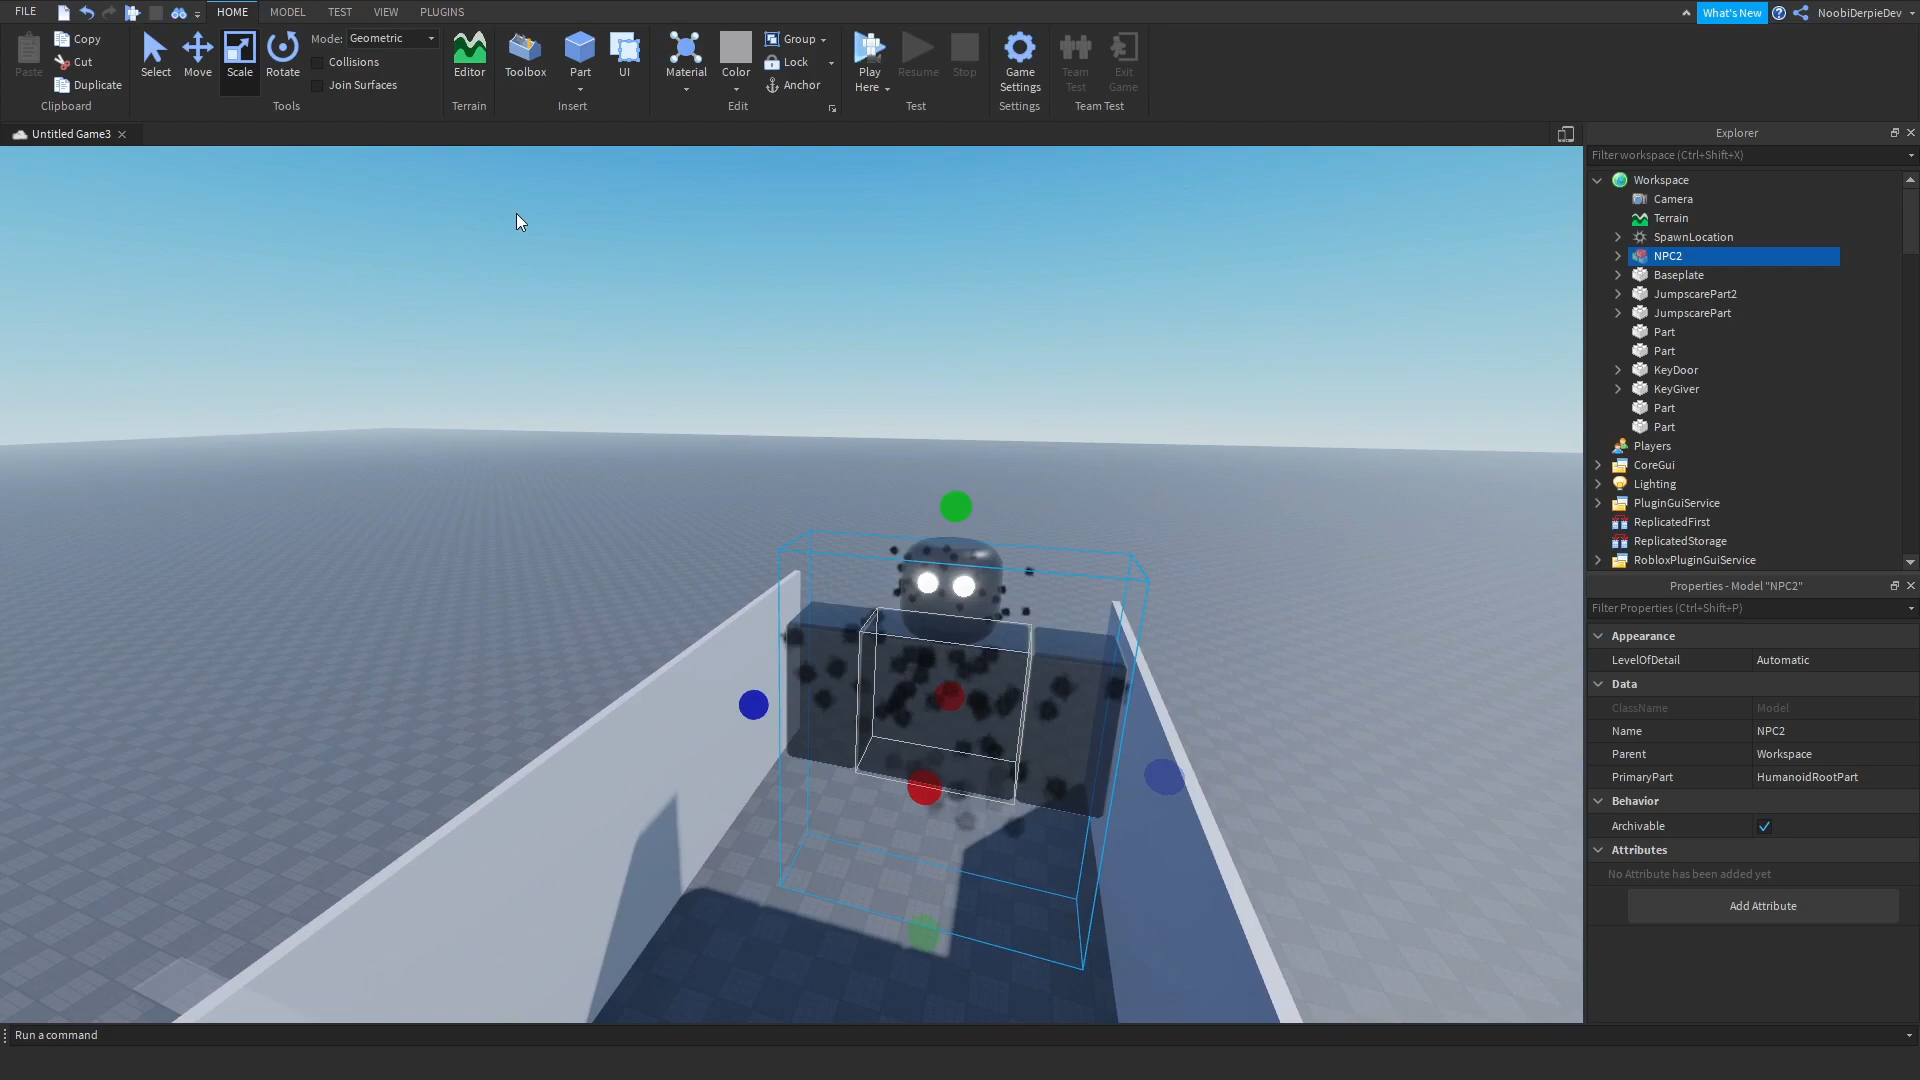 FILE
HOME
MODEL
TEST
VIEW
PLUGINS
What's New
NoobiDerpieDev
Paste
Copy
Cut
Duplicate
Clipboard
Select
Move
Scale
Rotate
Mode: Geometric
Collisions
Join Surfaces
Tools
Editor
Terrain
Toolbox
Part
UI
Insert
Material
Color
Group
Lock
Anchor
Edit
Play
Here
Resume
Stop
Test
Game
Settings
Settings
Team
Test
Exit
Game
Team Test
Untitled Game3
Explorer
Filter workspace (Ctrl+Shift+X)
Workspace
Camera
Terrain
SpawnLocation
NPC2
Baseplate
JumpscarePart2
JumpscarePart
Part
Part
KeyDoor
KeyGiver
Part
Part
Players
CoreGui
Lighting
PluginGuiService
ReplicatedFirst
ReplicatedStorage
RobloxPluginGuiService
Properties - Model "NPC2"
Filter Properties (Ctrl+Shift+P)
Appearance
LevelOfDetail Automatic
Data
ClassName Model
Name NPC2
Parent Workspace
PrimaryPart HumanoidRootPart
Behavior
Archivable
Attributes
No Attribute has been added yet
Add Attribute
Run a command